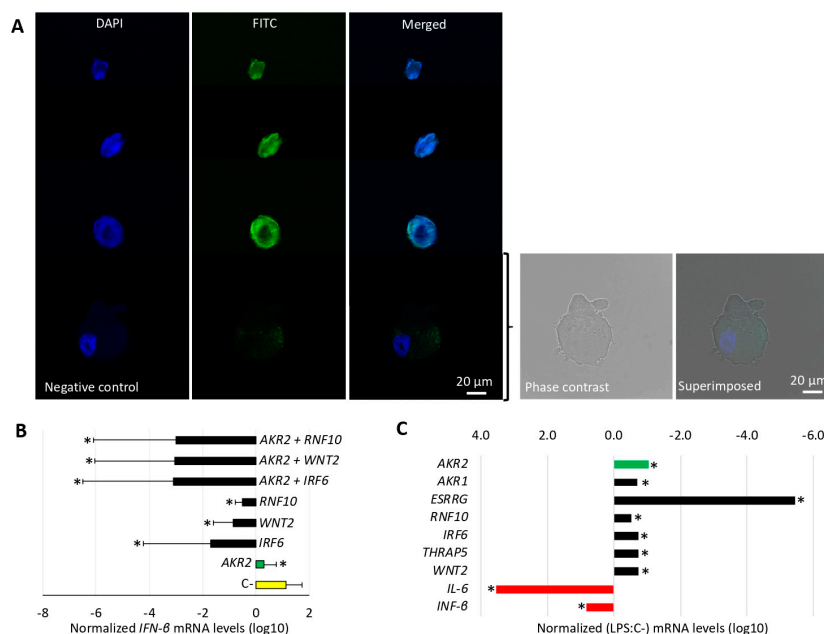 A
DAPI
FITC
Merged
Negative control
20 μm
Phase contrast
Superimposed
20 μm
B
AKR2 + RNF10
AKR2 + WNT2
AKR2 + IRF6
RNF10
WNT2
IRF6
AKR2
C-
* * * * * * *
-8 -6 -4 -2 0 2
Normalized IFN-β mRNA levels (log10)
C
4.0 2.0 0.0 -2.0 -4.0 -6.0
AKR2 *
AKR1 *
ESRRG *
RNF10 *
IRF6 *
THRAP5 *
WNT2 *
IL-6 *
INF-β *
Normalized (LPS:C-) mRNA levels (log10)